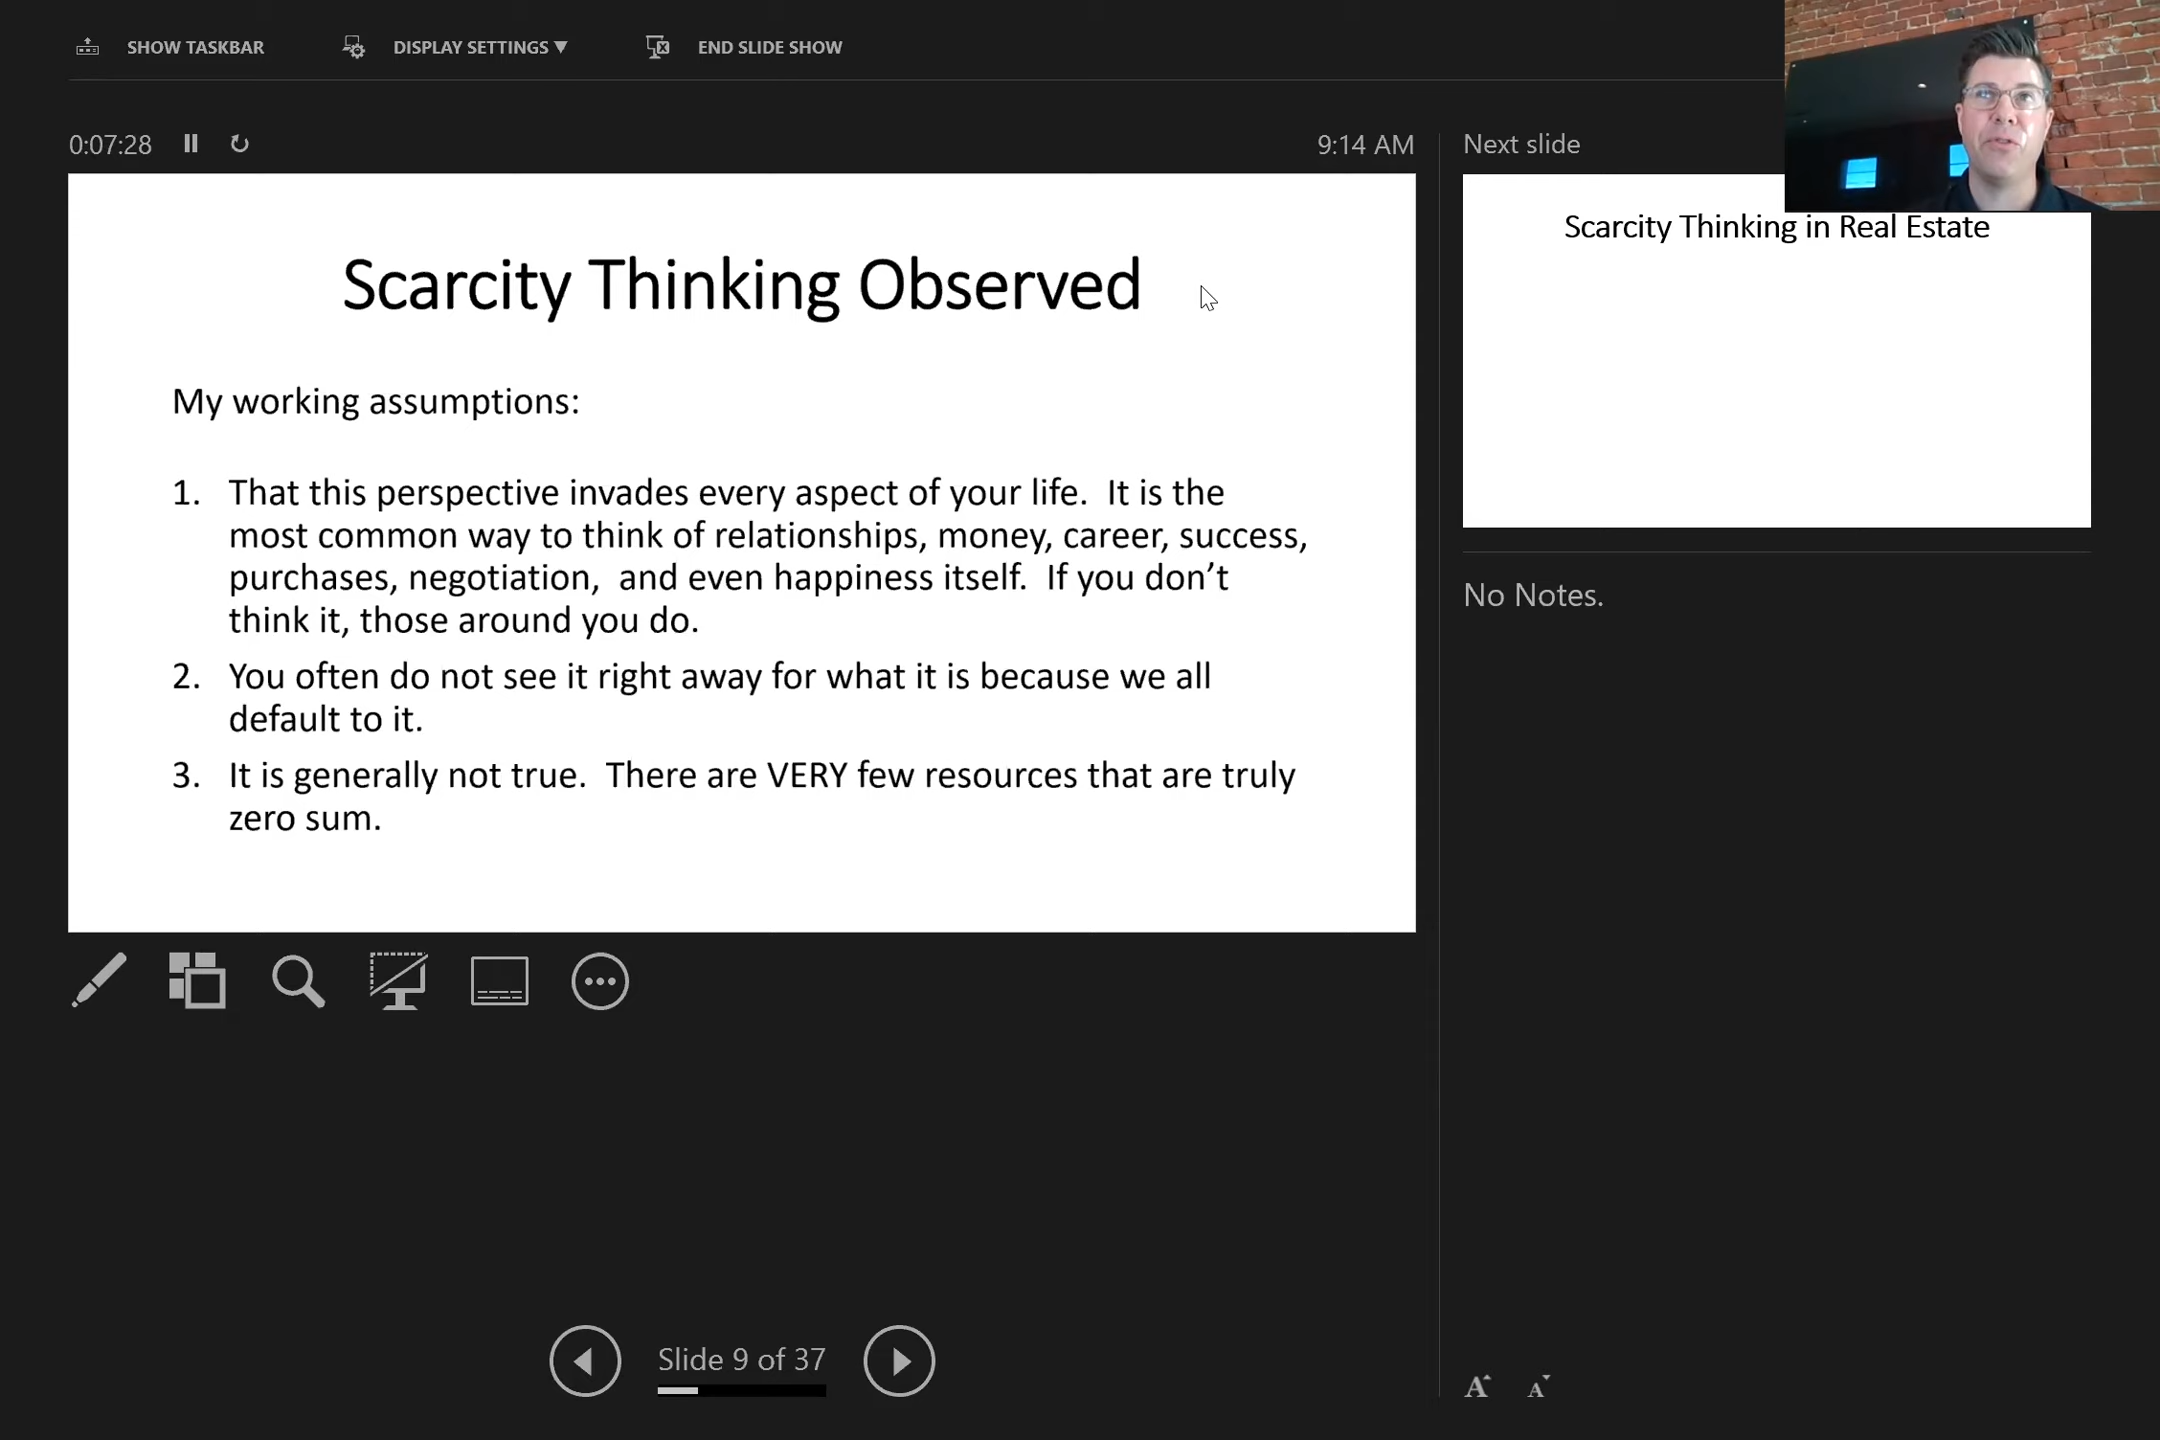 SHOW TASKBAR
DISPLAY SETTINGS ▼
END SLIDE SHOW
0:07:28
9:14 AM
Next slide
Scarcity Thinking Observed
My working assumptions:
1. That this perspective invades every aspect of your life.  It is the
most common way to think of relationships, money, career, success,
purchases, negotiation,  and even happiness itself.  If you don’t
think it, those around you do.
2. You often do not see it right away for what it is because we all
default to it.
3. It is generally not true.  There are VERY few resources that are truly
zero sum.
Scarcity Thinking in Real Estate
No Notes.
Slide 9 of 37
A A